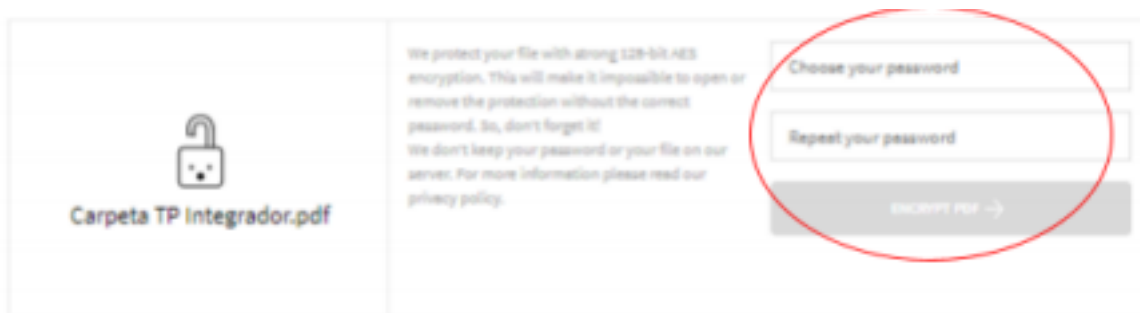 Carpeta TP Integrador.pdf
We protect your file with strong 128-bit AES
encryption. This will make it impossible to open or
remove the protection without the correct
password. So, don't forget it!
We don't keep your password or your file on our
server. For more information please read our
privacy policy.
Choose your password
Repeat your password
ENCRYPT PDF →